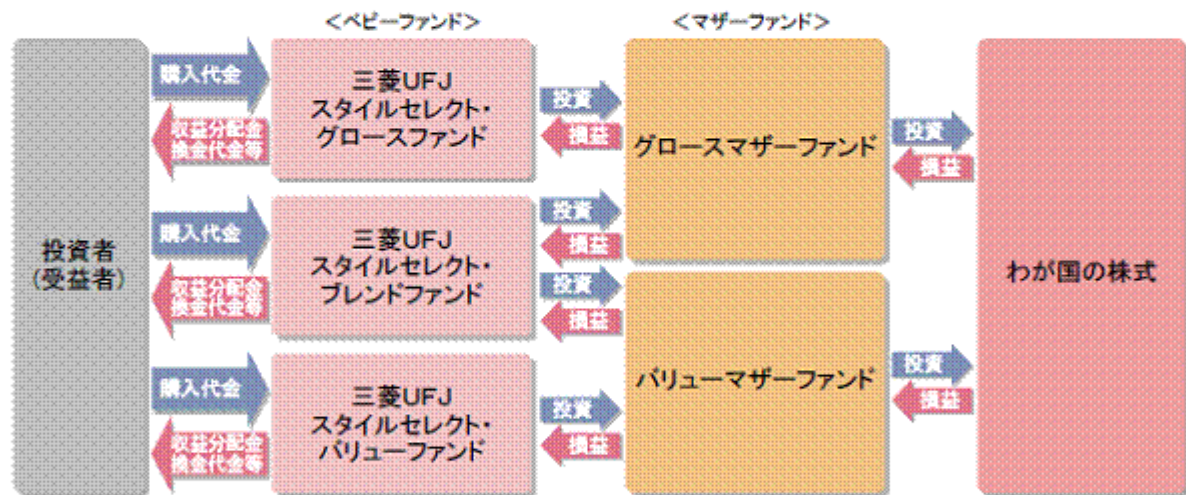 ＜ベビーファンド＞
＜マザーファンド＞
投資者
(受益者)
購入代金
収益分配金
換金代金等
三菱UFJ
スタイルセレクト・
グロースファンド
投資
損益
購入代金
収益分配金
換金代金等
三菱UFJ
スタイルセレクト・
ブレンドファンド
投資
損益
投資
損益
購入代金
収益分配金
換金代金等
三菱UFJ
スタイルセレクト・
バリューファンド
投資
損益
グロースマザーファンド
投資
損益
バリューマザーファンド
投資
損益
わが国の株式